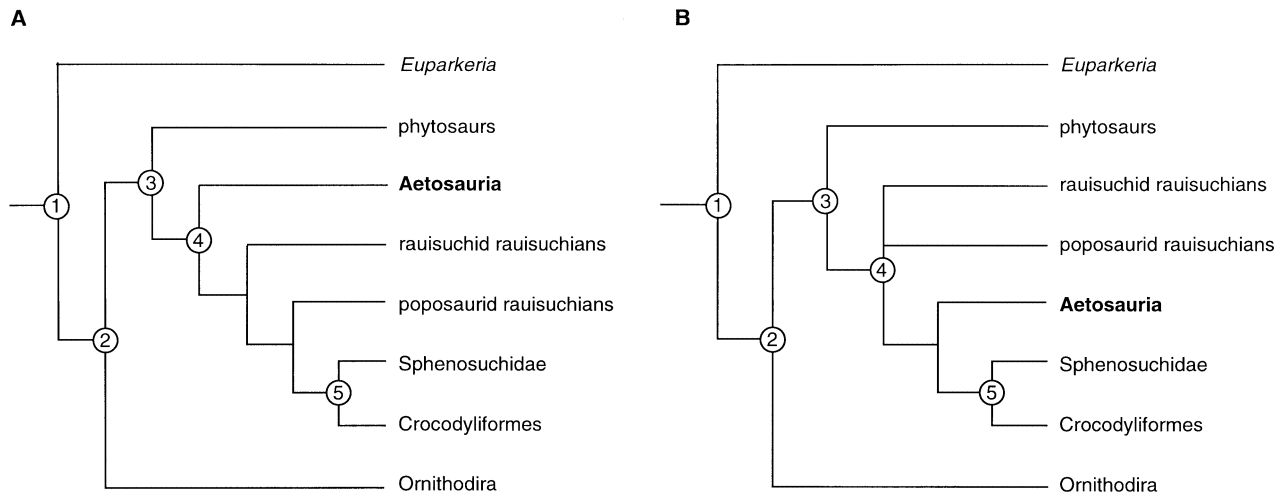 A
Euparkeria
phytosaurs
Aetosauria
rauisuchid rauisuchians
poposaurid rauisuchians
Sphenosuchidae
Crocodyliformes
Ornithodira
1
2
3
4
5
B
Euparkeria
phytosaurs
rauisuchid rauisuchians
poposaurid rauisuchians
Aetosauria
Sphenosuchidae
Crocodyliformes
Ornithodira
1
2
3
4
5